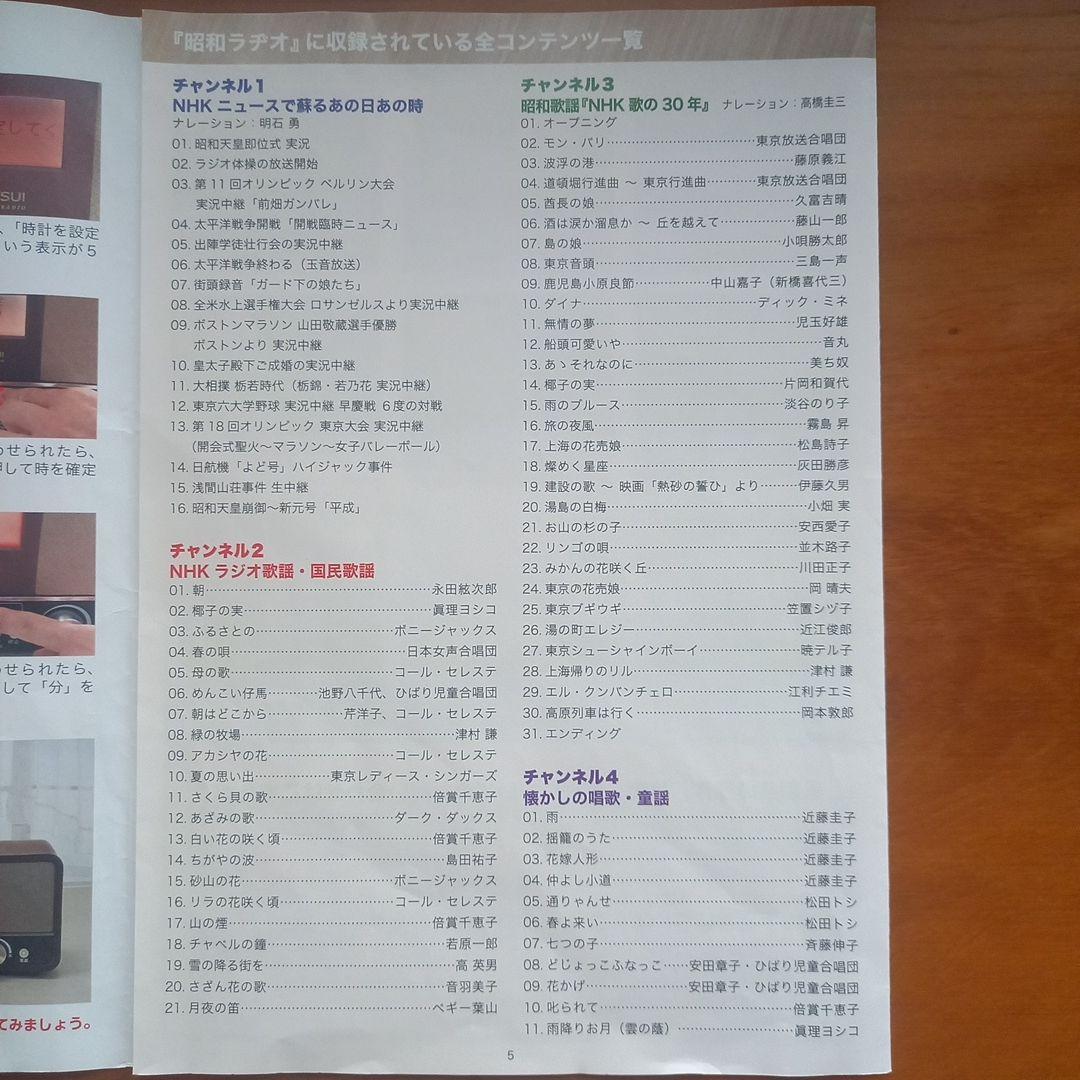 定してく
SUI
、「時計を設定
いう表示が５
つせられたら、
押して時を確定
つせられたら、
して「分」を
てみましょう。
『昭和ラヂオ』に収録されている全コンテンツ一覧
チャンネル1
NHK ニュースで蘇るあの日あの時
ナレーション：明石 勇
01. 昭和天皇即位式 実況
02. ラジオ体操の放送開始
03. 第 11 回オリンピック ベルリン大会
実況中継「前畑ガンバレ」
04. 太平洋戦争開戦「開戦臨時ニュース」
05. 出陣学徒壮行会の実況中継
06. 太平洋戦争終わる（玉音放送）
07. 街頭録音「ガード下の娘たち」
08. 全米水上選手権大会 ロサンゼルスより実況中継
09. ボストンマラソン 山田敬蔵選手優勝
ボストンより 実況中継
10. 皇太子殿下ご成婚の実況中継
11. 大相撲 栃若時代（栃錦・若乃花 実況中継）
12. 東京六大学野球 実況中継 早慶戦 ６度の対戦
13. 第 18 回オリンピック 東京大会 実況中継
（開会式聖火～マラソン～女子バレーボール）
14. 日航機「よど号」ハイジャック事件
15. 浅間山荘事件 生中継
16. 昭和天皇崩御～新元号「平成」
チャンネル2
NHK ラジオ歌謡・国民歌謡
01. 朝……永田絃次郎
02. 椰子の実……眞理ヨシコ
03. ふるさとの……ボニージャックス
04. 春の唄……日本女声合唱団
05. 母の歌……コール・セレステ
06. めんこい仔馬……池野八千代、ひばり児童合唱団
07. 朝はどこから……芹洋子、コール・セレステ
08. 緑の牧場……津村 謙
09. アカシヤの花……コール・セレステ
10. 夏の思い出……東京レディース・シンガーズ
11. さくら貝の歌……倍賞千恵子
12. あざみの歌……ダーク・ダックス
13. 白い花の咲く頃……倍賞千恵子
14. ちがやの波……島田祐子
15. 砂山の花……ボニージャックス
16. リラの花咲く頃……コール・セレステ
17. 山の煙……倍賞千恵子
18. チャペルの鐘……若原一郎
19. 雪の降る街を……高 英男
20. さざん花の歌……音羽美子
21. 月夜の笛……ペギー葉山
チャンネル3
昭和歌謡『NHK 歌の 30 年』 ナレーション：高橋圭三
01. オープニング
02. モン・パリ……東京放送合唱団
03. 波浮の港……藤原義江
04. 道頓堀行進曲 ～ 東京行進曲……東京放送合唱団
05. 酋長の娘……久富吉晴
06. 酒は涙か溜息か ～ 丘を越えて……藤山一郎
07. 島の娘……小唄勝太郎
08. 東京音頭……三島一声
09. 鹿児島小原良節……中山嘉子（新橋喜代三）
10. ダイナ……ディック・ミネ
11. 無情の夢……児玉好雄
12. 船頭可愛いや……音丸
13. あゝそれなのに……美ち奴
14. 椰子の実……片岡和賀代
15. 雨のブルース……淡谷のり子
16. 旅の夜風……霧島 昇
17. 上海の花売娘……松島詩子
18. 燦めく星座……灰田勝彦
19. 建設の歌 ～ 映画「熱砂の誓ひ」より……伊藤久男
20. 湯島の白梅……小畑 実
21. お山の杉の子……安西愛子
22. リンゴの唄……並木路子
23. みかんの花咲く丘……川田正子
24. 東京の花売娘……岡 晴夫
25. 東京ブギウギ……笠置シヅ子
26. 湯の町エレジー……近江俊郎
27. 東京シューシャインボーイ……暁テル子
28. 上海帰りのリル……津村 謙
29. エル・クンバンチェロ……江利チエミ
30. 高原列車は行く……岡本敦郎
31. エンディング
チャンネル4
懐かしの唱歌・童謡
01. 雨……近藤圭子
02. 揺籠のうた……近藤圭子
03. 花嫁人形……近藤圭子
04. 仲よし小道……近藤圭子
05. 通りゃんせ……松田トシ
06. 春よ来い……松田トシ
07. 七つの子……斉藤伸子
08. どじょっこふなっこ……安田章子・ひばり児童合唱団
09. 花かげ……安田章子・ひばり児童合唱団
10. 叱られて……倍賞千恵子
11. 雨降りお月（雲の蔭）……眞理ヨシコ
5